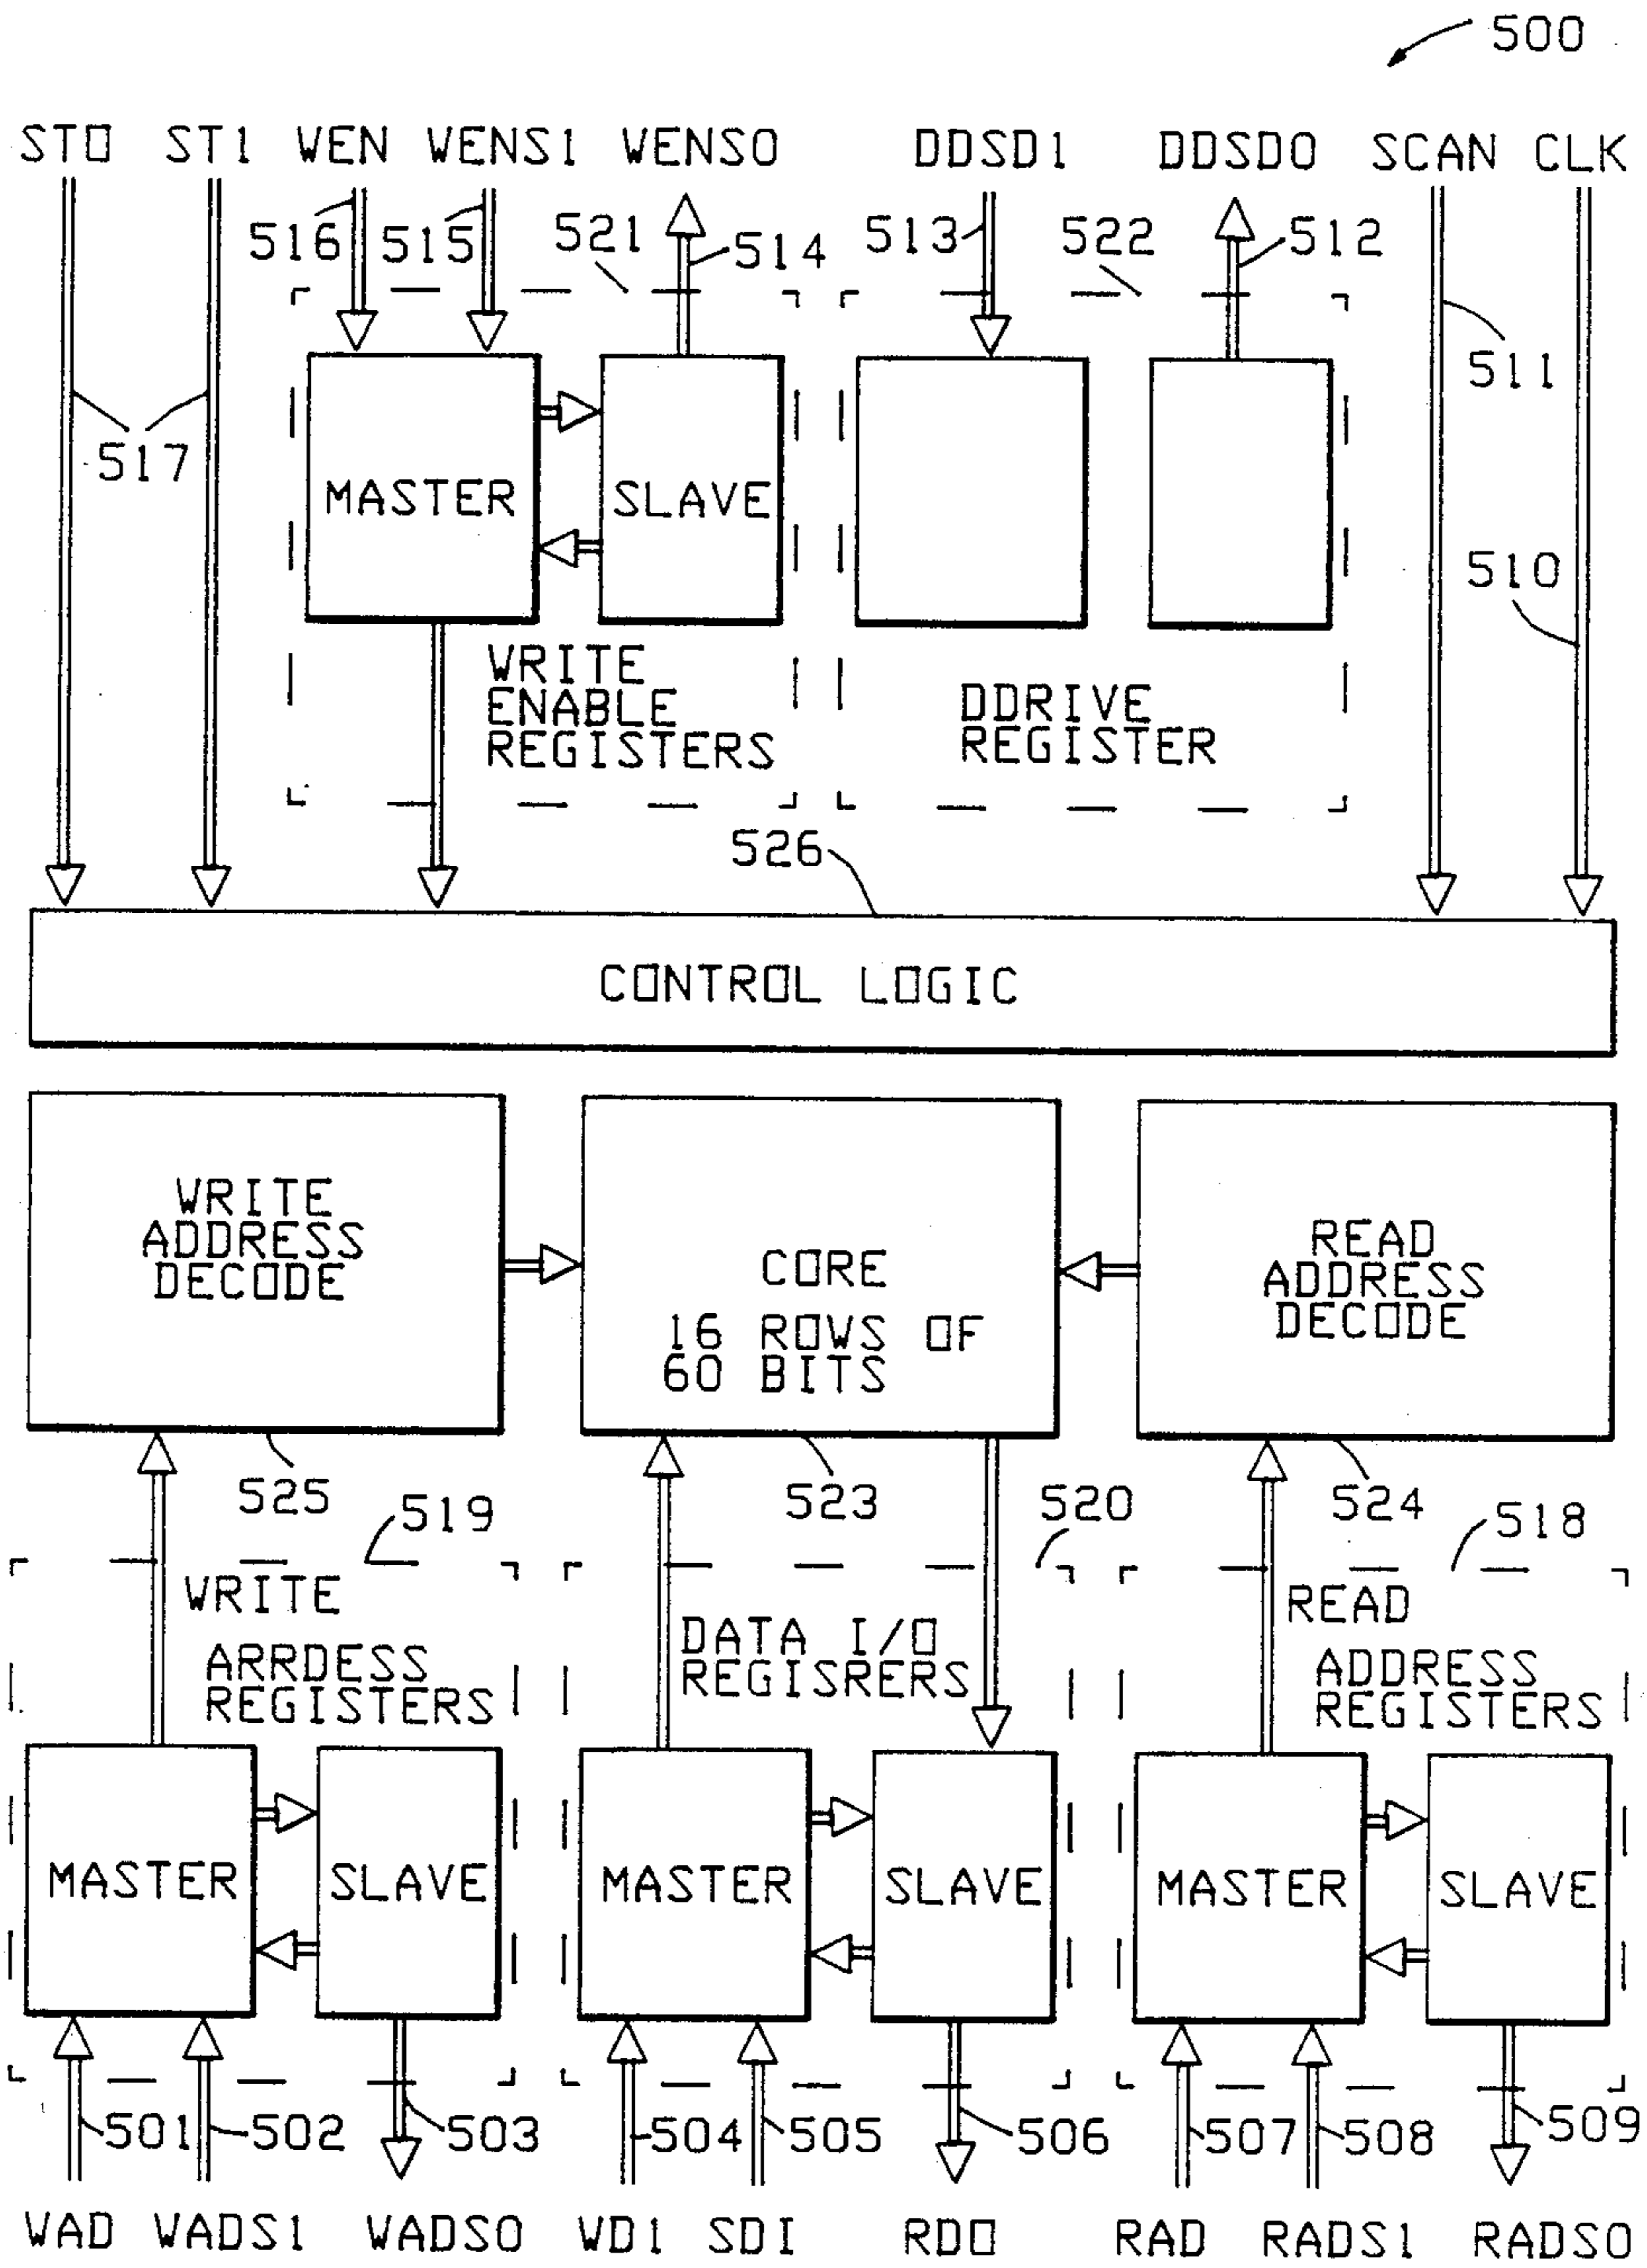 500
STO ST1 WEN WENS1 WENSO DDSD1 DDSDO SCAN CLK
516 515 521 514 513 522 512
511
517
MASTER SLAVE
510
WRITE
ENABLE
REGISTERS
DDRIVE
REGISTER
526
CONTROL LOGIC
WRITE
ADDRESS
DECODE
CORE
16 ROWS OF
60 BITS
READ
ADDRESS
DECODE
525 523 524
519 520 518
WRITE
ARRDESS
REGISTERS
DATA I/O
REGISRERS
READ
ADDRESS
REGISTERS
MASTER SLAVE MASTER SLAVE MASTER SLAVE
501 502 503 504 505 506 507 508 509
WAD WADS1 WADSO WD1 SDI RDO RAD RADS1 RADSO